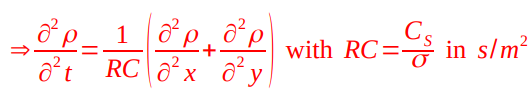 ⇒ ∂²ρ/∂²t = 1/RC (∂²ρ/∂²x + ∂²ρ/∂²y) with RC = C_S/σ in s/m²